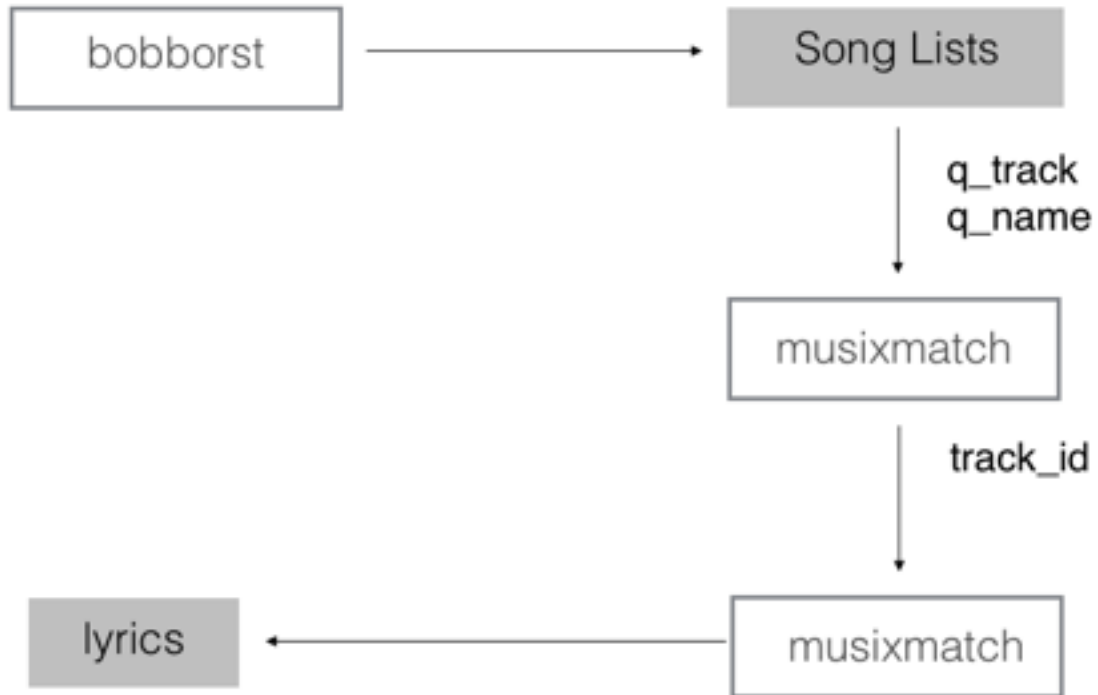 bobborst
Song Lists
q_track
q_name
musixmatch
track_id
lyrics
musixmatch